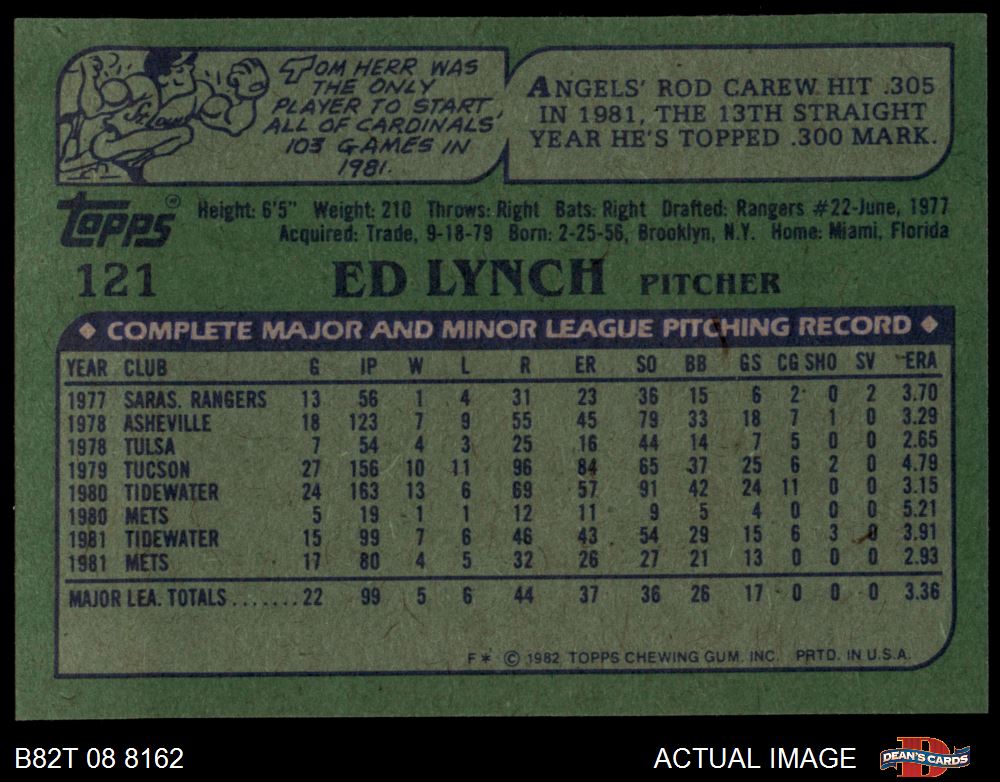 TOM HERR WAS
THE ONLY
PLAYER TO START
ALL OF CARDINALS'
103 GAMES IN
1981.
St. Louis
ANGELS' ROD CAREW HIT .305
IN 1981, THE 13TH STRAIGHT
YEAR HE'S TOPPED .300 MARK.
topps®
Height: 6'5" Weight: 210 Throws: Right Bats: Right Drafted: Rangers #22-June, 1977
Acquired: Trade, 9-18-79 Born: 2-25-56, Brooklyn, N.Y. Home: Miami, Florida
121 ED LYNCH PITCHER
◆ COMPLETE MAJOR AND MINOR LEAGUE PITCHING RECORD ◆
YEAR CLUB G IP W L R ER SO BB GS CG SHO SV ERA
1977 SARAS. RANGERS 13 56 1 4 31 23 36 15 6 2 0 2 3.70
1978 ASHEVILLE 18 123 7 9 55 45 79 33 18 7 1 0 3.29
1978 TULSA 7 54 4 3 25 16 44 14 7 5 0 0 2.65
1979 TUCSON 27 156 10 11 96 84 65 37 25 6 2 0 4.79
1980 TIDEWATER 24 163 13 6 69 57 91 42 24 11 0 0 3.15
1980 METS 5 19 1 1 12 11 9 5 4 0 0 0 5.21
1981 TIDEWATER 15 99 7 6 46 43 54 29 15 6 3 0 3.91
1981 METS 17 80 4 5 32 26 27 21 13 0 0 0 2.93
MAJOR LEA. TOTALS.......22 99 5 6 44 37 36 26 17 0 0 0 3.36
F* © 1982 TOPPS CHEWING GUM, INC. PRTD. IN U.S.A.
B82T 08 8162 ACTUAL IMAGE DEAN'S CARDS